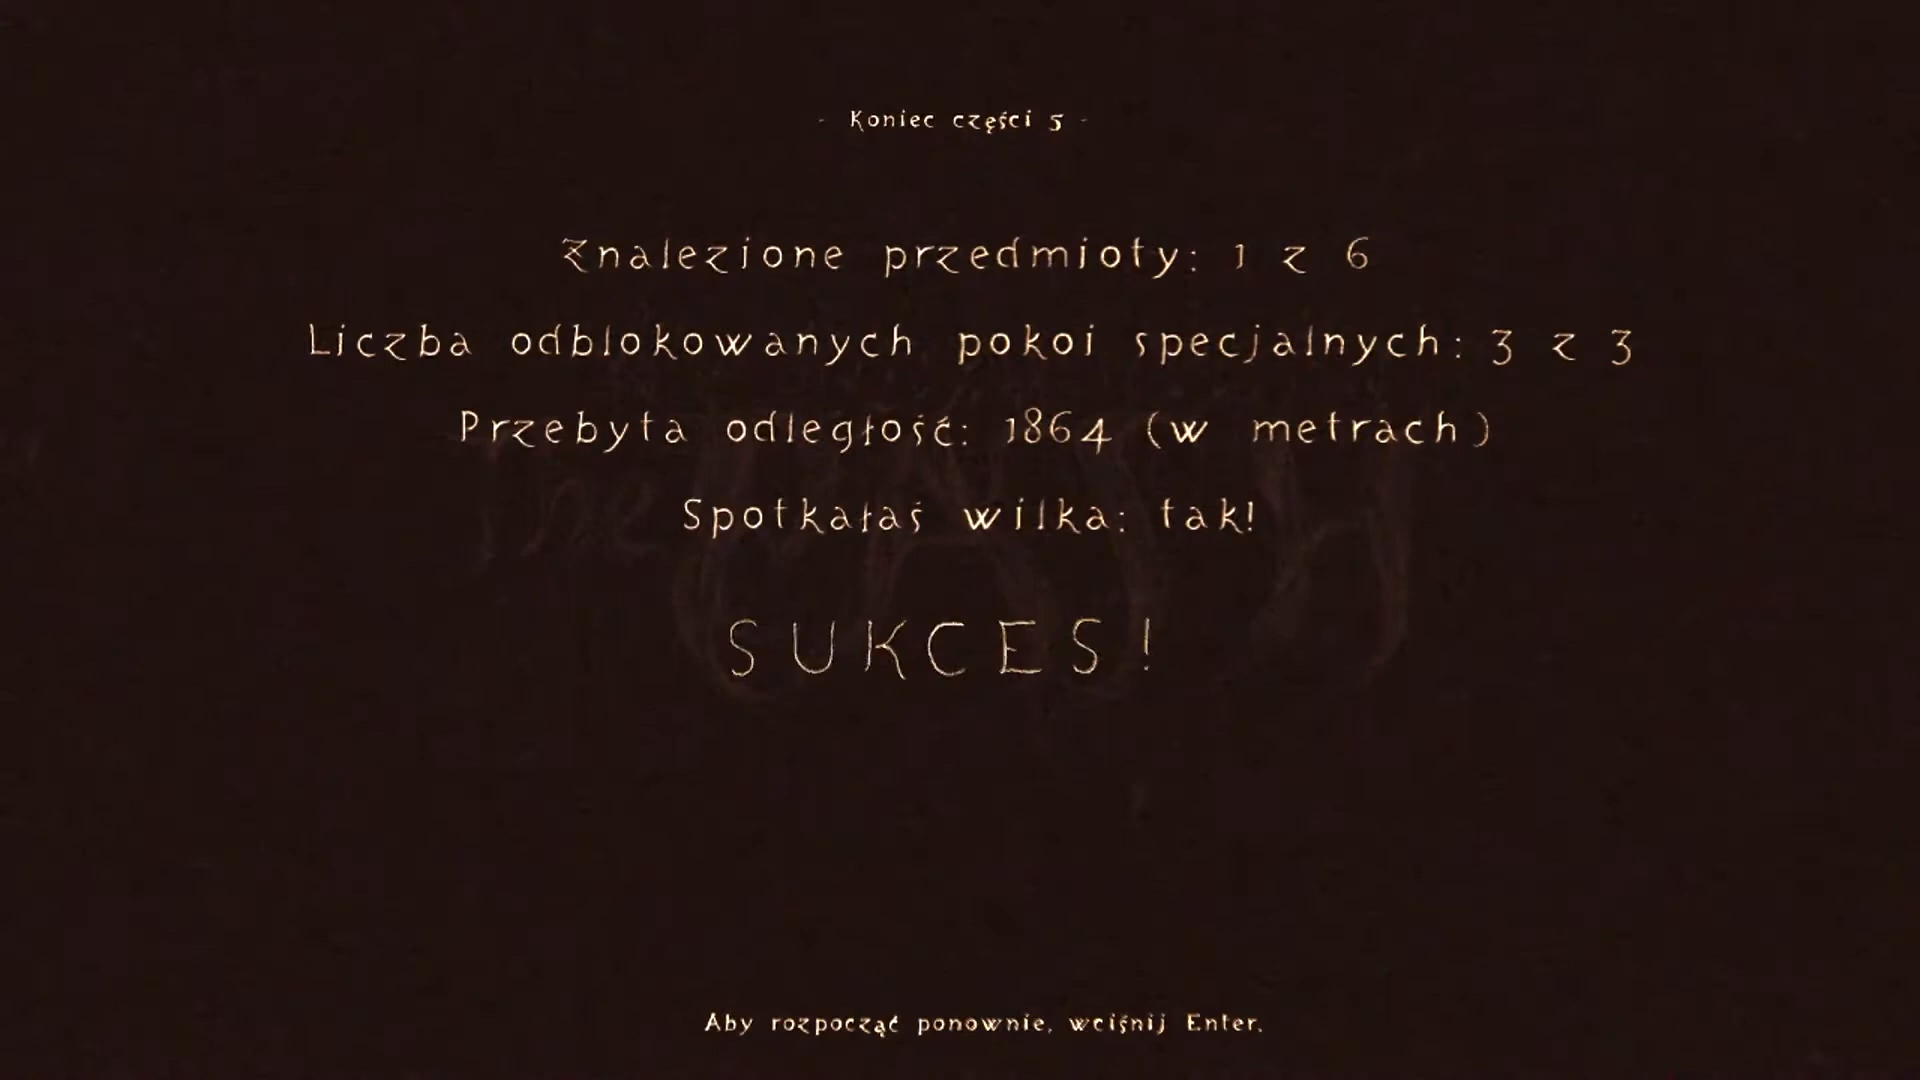 - Koniec części 5 -
Znalezione przedmioty: 1 z 6
Liczba odblokowanych pokoi specjalnych: 3 z 3
Przebyta odległość: 1864 (w metrach)
Spotkałaś wilka: tak!
SUKCES!
Aby rozpocząć ponownie, wciśnij Enter.